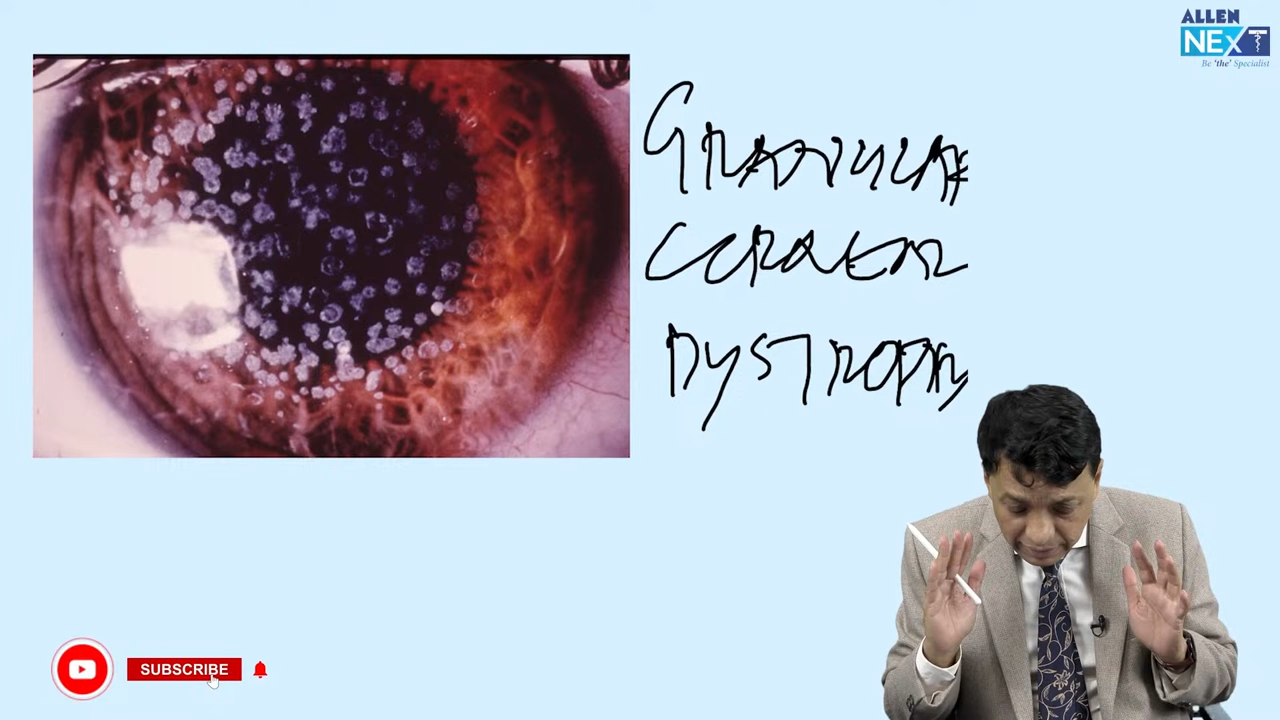 ALLEN
NEXT
Be 'the' Specialist
GRANULAR
CORNEAL
DYSTROPHY
SUBSCRIBE